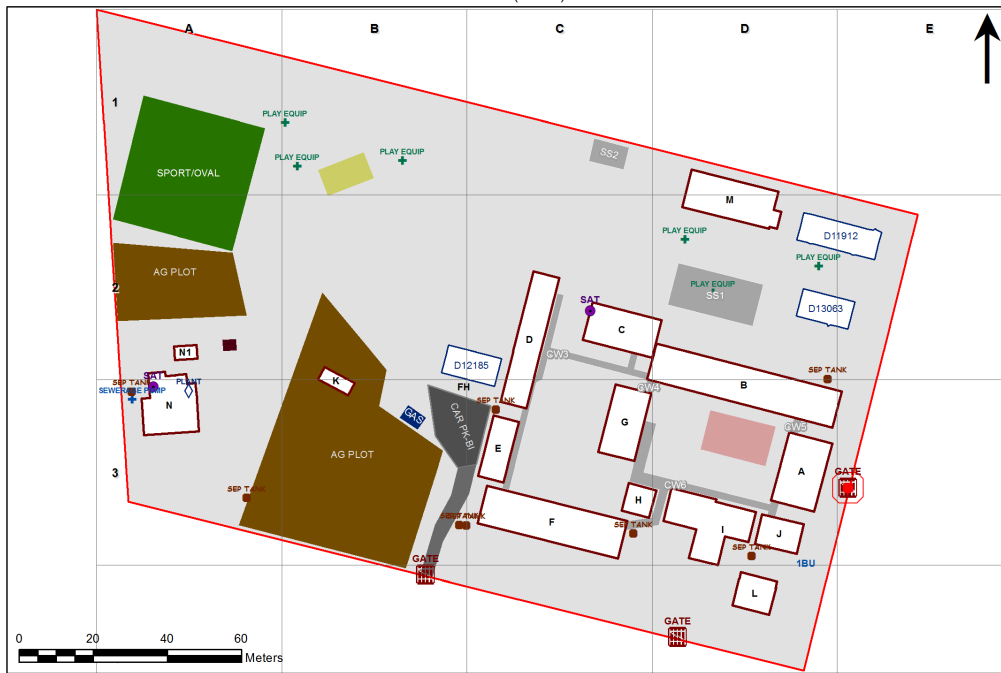 A B C D E
1
PLAY EQUIP
SS2
PLAY EQUIP
PLAY EQUIP
SPORT/OVAL
M
PLAY EQUIP
D11912
PLAY EQUIP
AG PLOT
2
PLAY EQUIP
SS1
SAT
D13063
C
D
N1
CW3
D12185
SAT
SEP TANK
PLANT
SEWERAGE PUMP
K
FH
CW4
B
SEP TANK
N
SEP TANK
GAS
CAR PK-BI
G
CW5
E
AG PLOT
A
GATE
3
CW6
SEP TANK
H
F
SEP TANK
I
J
SEP TANK
1BU
GATE
L
GATE
0 20 40 60
Meters